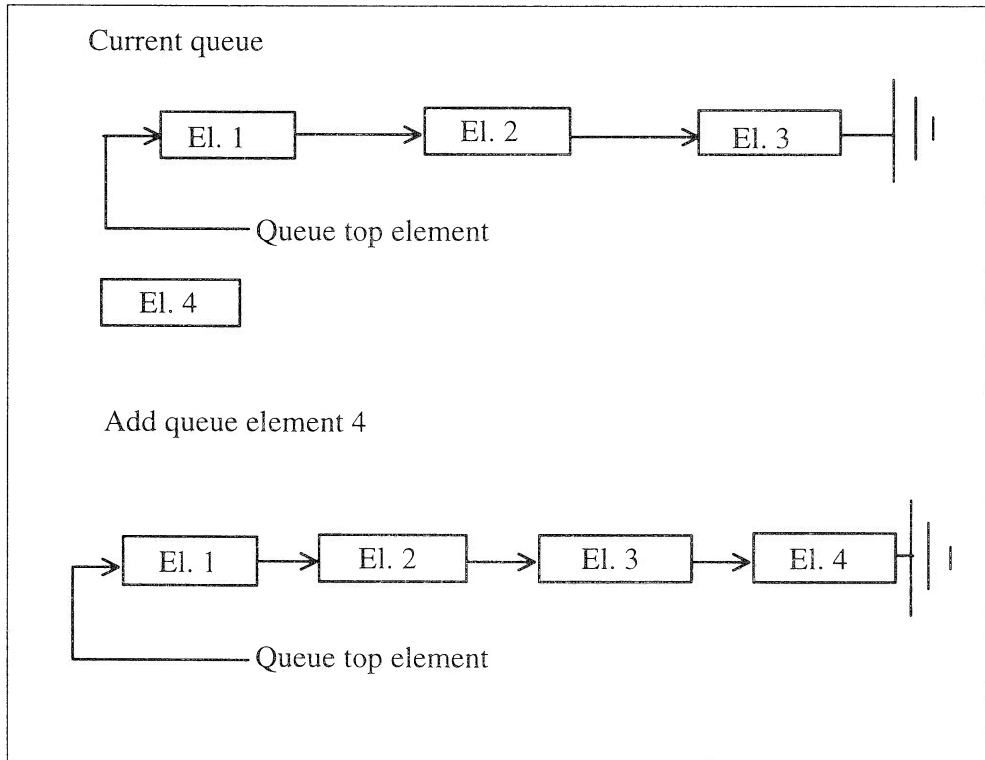 Current queue
El. 1
El. 2
El. 3
Queue top element
El. 4
Add queue element 4
El. 1
El. 2
El. 3
El. 4
Queue top element